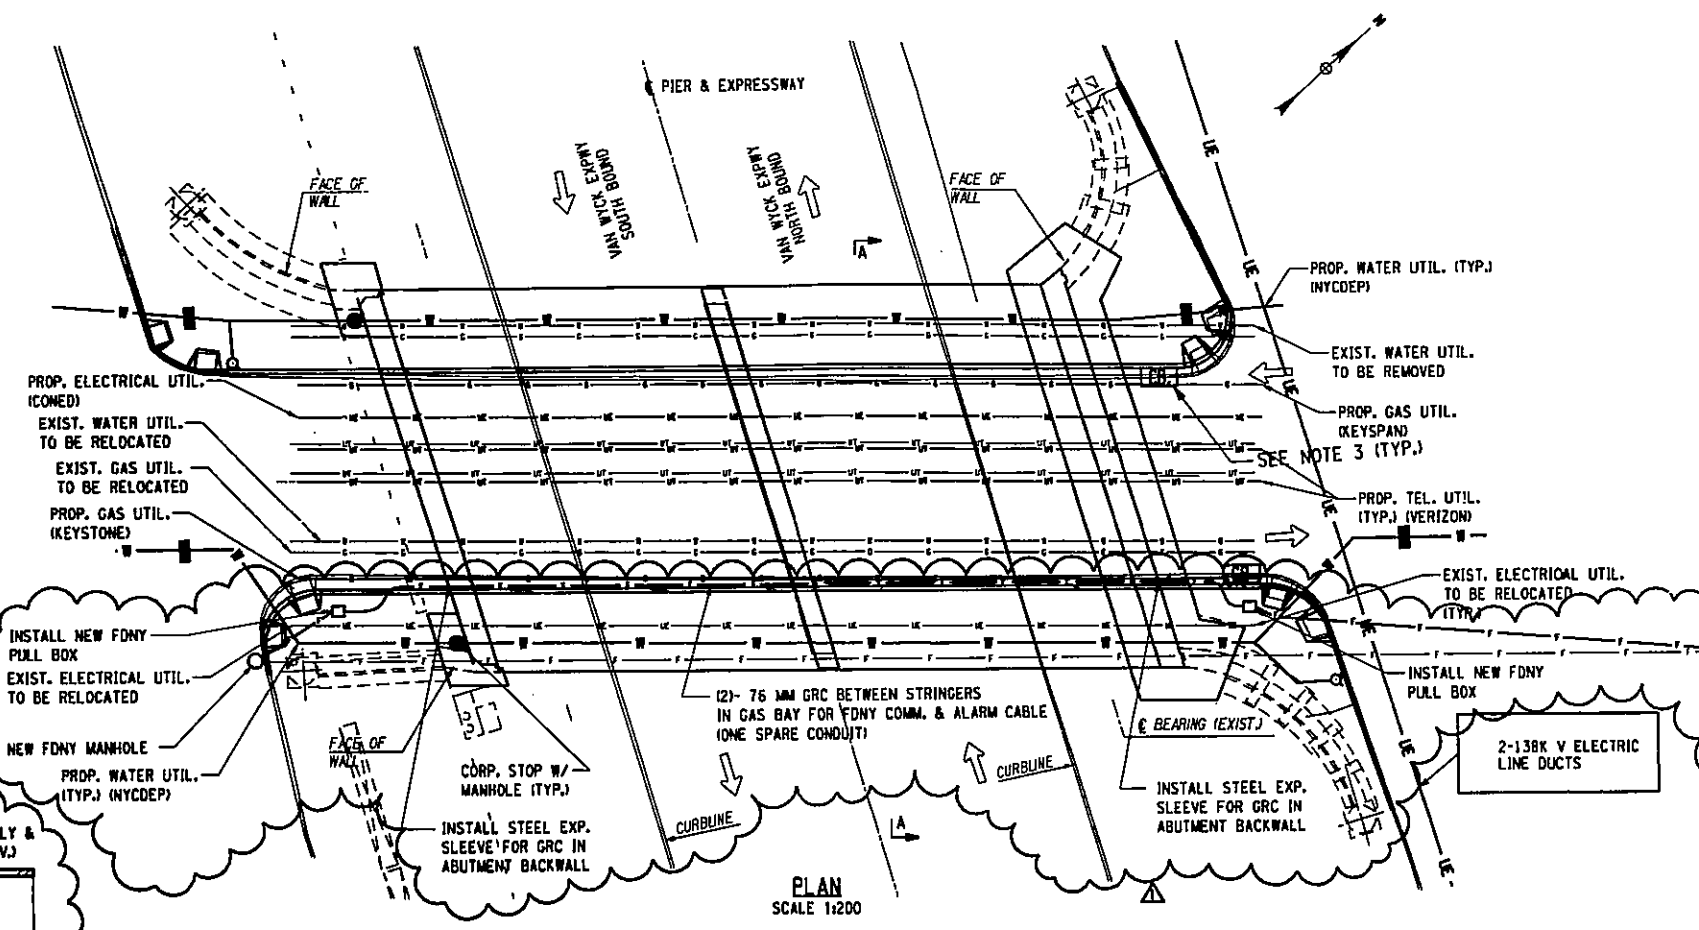 N
℄ PIER & EXPRESSWAY
VAN WYCK EXPWY
SOUTH BOUND
VAN WYCK EXPWY
NORTH BOUND
FACE OF
WALL
FACE OF
WALL
A
UE
UE
UE
PROP. WATER UTIL. (TYP.)
(NYCDEP)
EXIST. WATER UTIL.
TO BE REMOVED
PROP. GAS UTIL.
(KEYSPAN)
SEE NOTE 3 (TYP.)
PROP. TEL. UTIL.
(TYP.) (VERIZON)
EXIST. ELECTRICAL UTIL.
TO BE RELOCATED
(TYP.)
INSTALL NEW FDNY
PULL BOX
2-138K V ELECTRIC
LINE DUCTS
PROP. ELECTRICAL UTIL.
(CONED)
EXIST. WATER UTIL.
TO BE RELOCATED
EXIST. GAS UTIL.
TO BE RELOCATED
PROP. GAS UTIL.
(KEYSTONE)
INSTALL NEW FDNY
PULL BOX
EXIST. ELECTRICAL UTIL.
TO BE RELOCATED
NEW FDNY MANHOLE
PROP. WATER UTIL.
(TYP.) (NYCDEP)
FACE OF
WALL
CORP. STOP W/
MANHOLE (TYP.)
INSTALL STEEL EXP.
SLEEVE FOR GRC IN
ABUTMENT BACKWALL
(2)- 76 MM GRC BETWEEN STRINGERS
IN GAS BAY FOR FDNY COMM. & ALARM CABLE
(ONE SPARE CONDUIT)
CURBLINE
CURBLINE
℄ BEARING (EXIST.)
INSTALL STEEL EXP.
SLEEVE FOR GRC IN
ABUTMENT BACKWALL
A
LY &
V.)
PLAN
SCALE 1:200
1